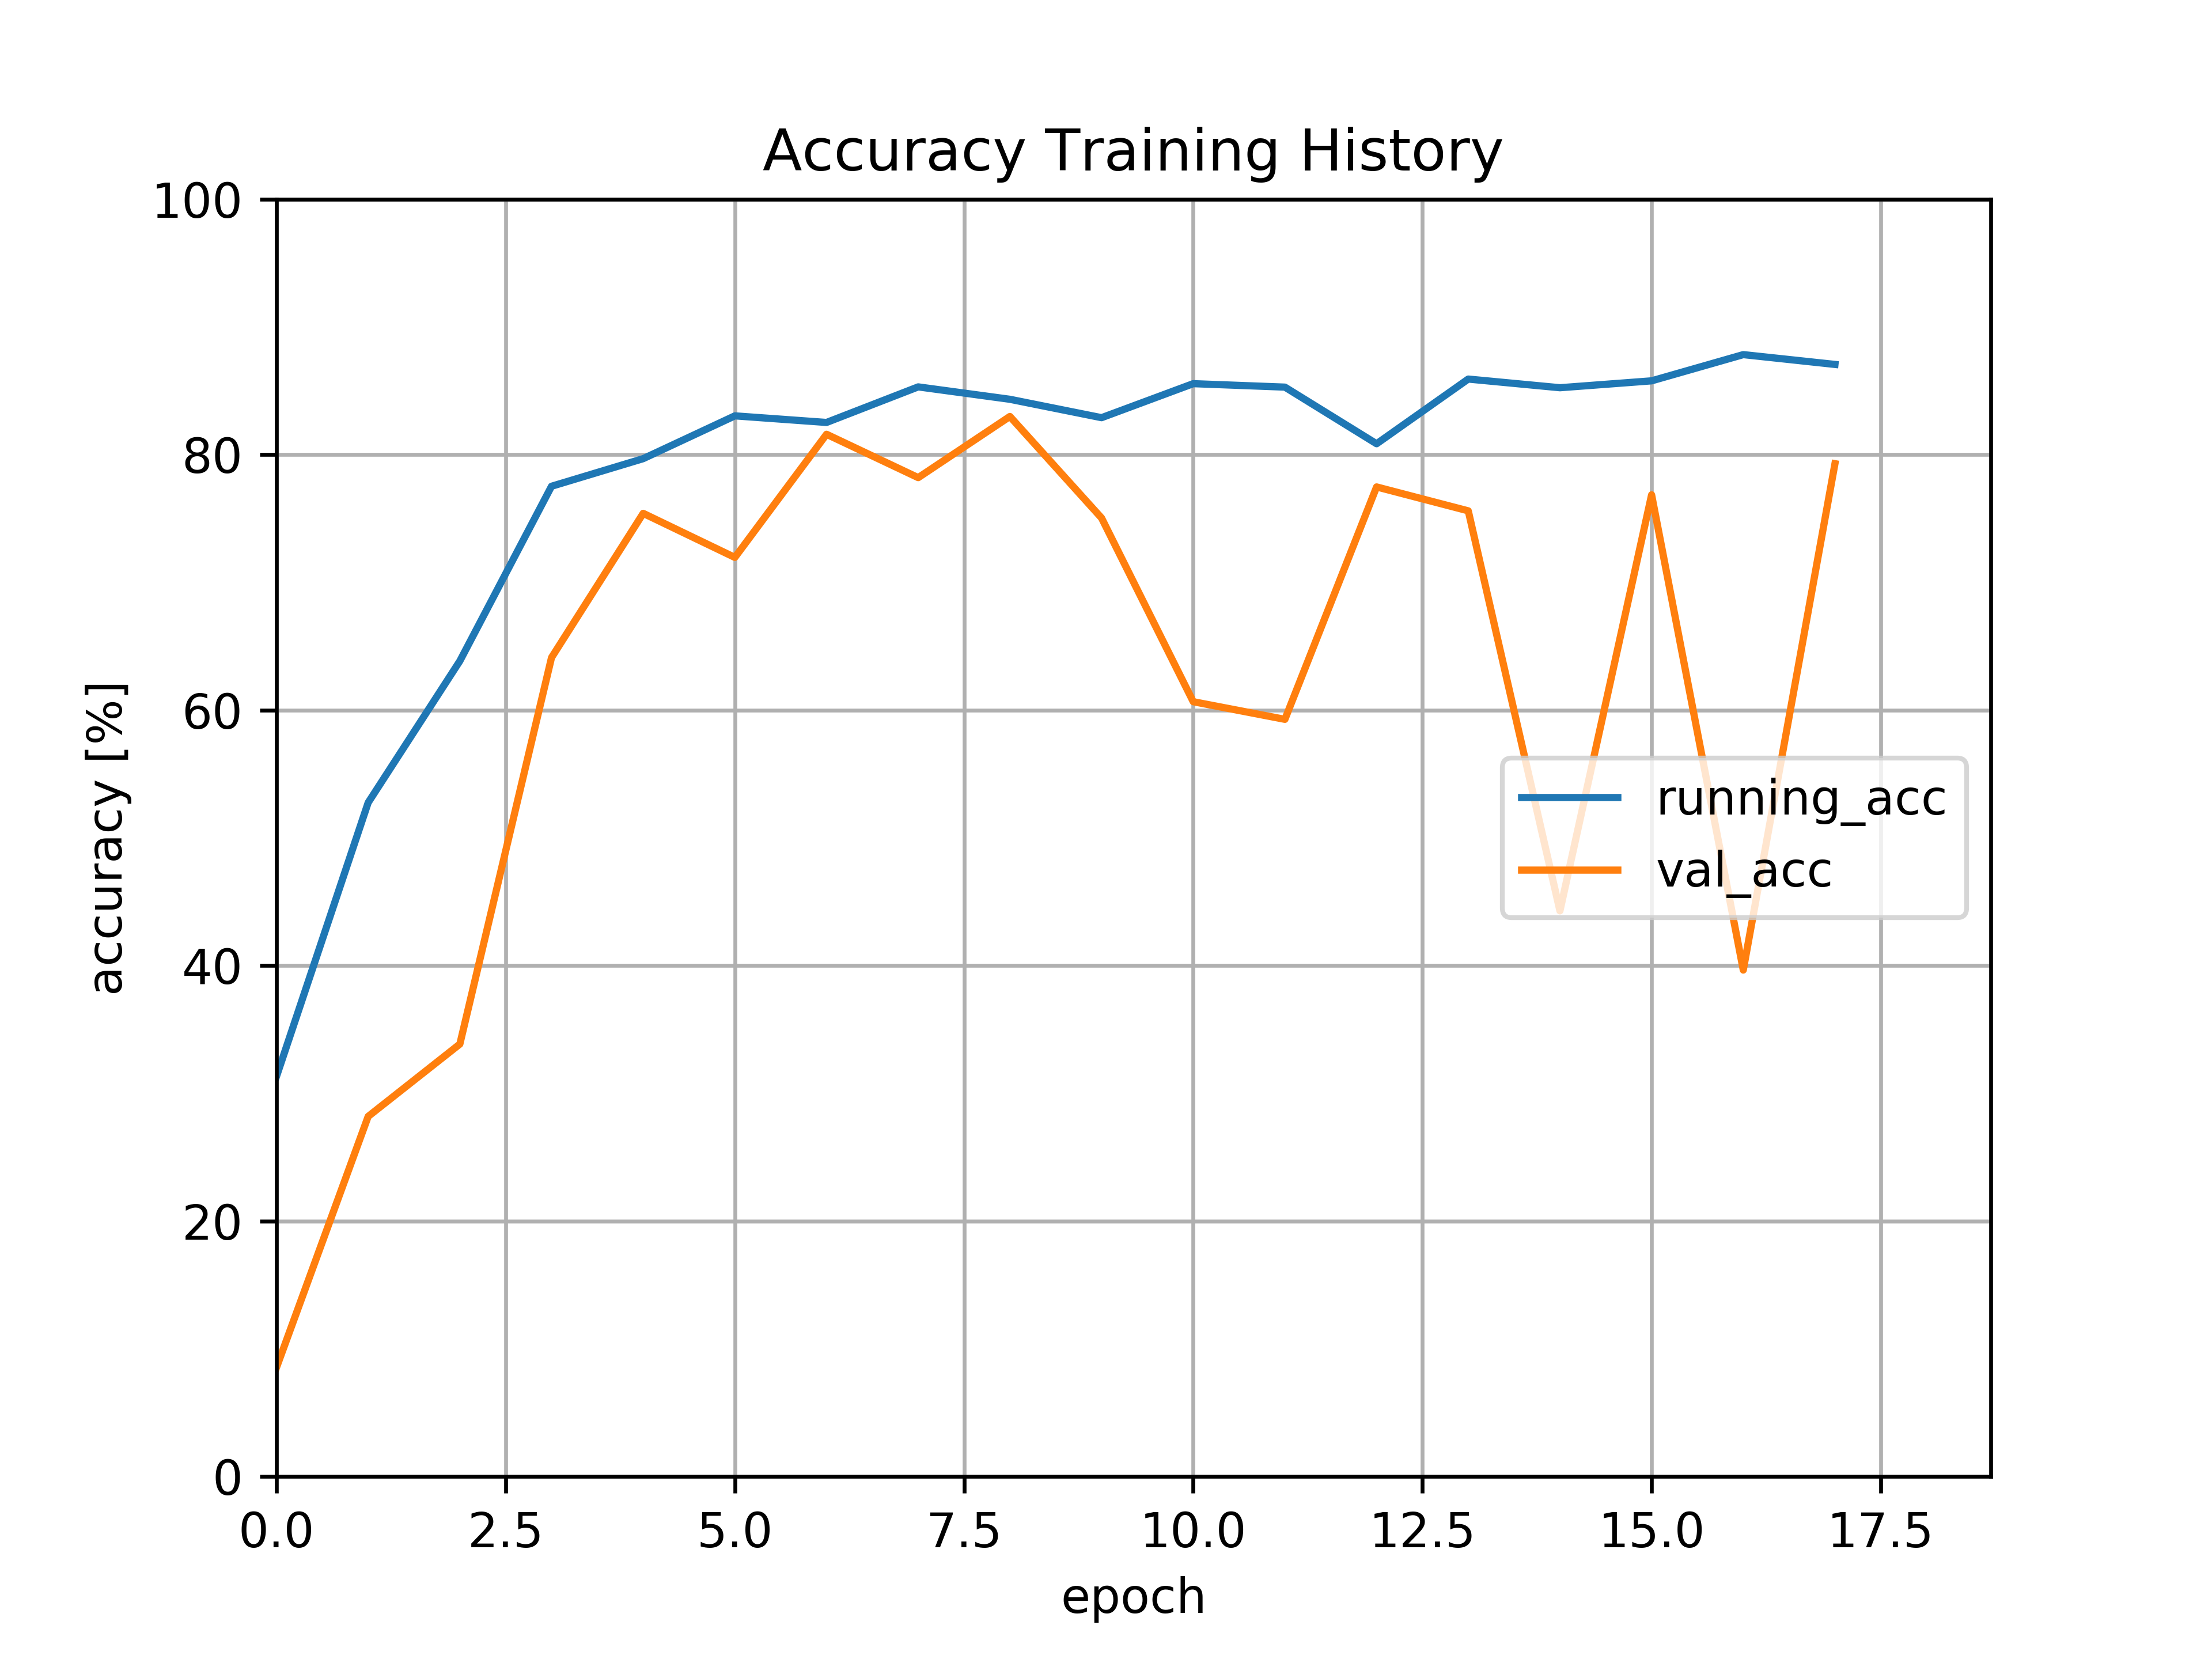 Accuracy Training History
100
80
60
40
20
0
accuracy [%]
running_acc
val_acc
0.0 2.5 5.0 7.5 10.0 12.5 15.0 17.5
epoch